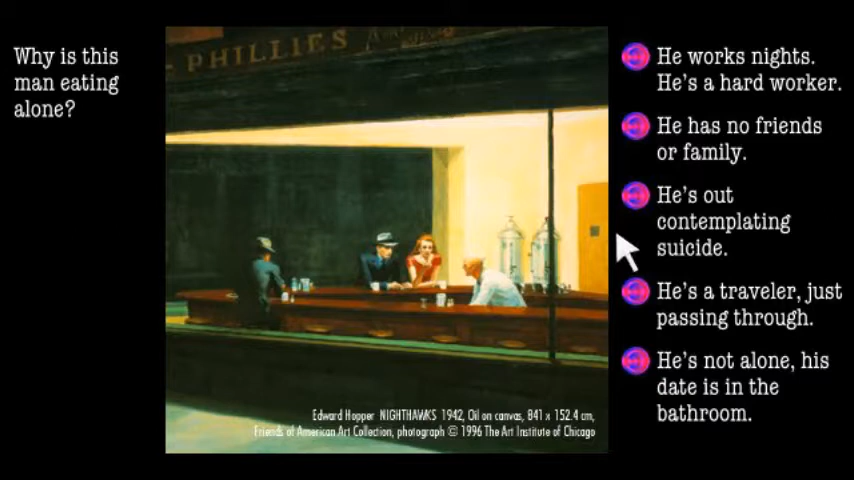 Why is this
man eating
alone?
PHILLIES
He works nights.
He's a hard worker.
He has no friends
or family.
He's out
contemplating
suicide.
He's a traveler, just
passing through.
He's not alone, his
date is in the
bathroom.
Edward Hopper NIGHTHAWKS 1942, Oil on canvas, 841 x 152.4 cm,
Friends of American Art Collection, photograph © 1996 The Art Institute of Chicago